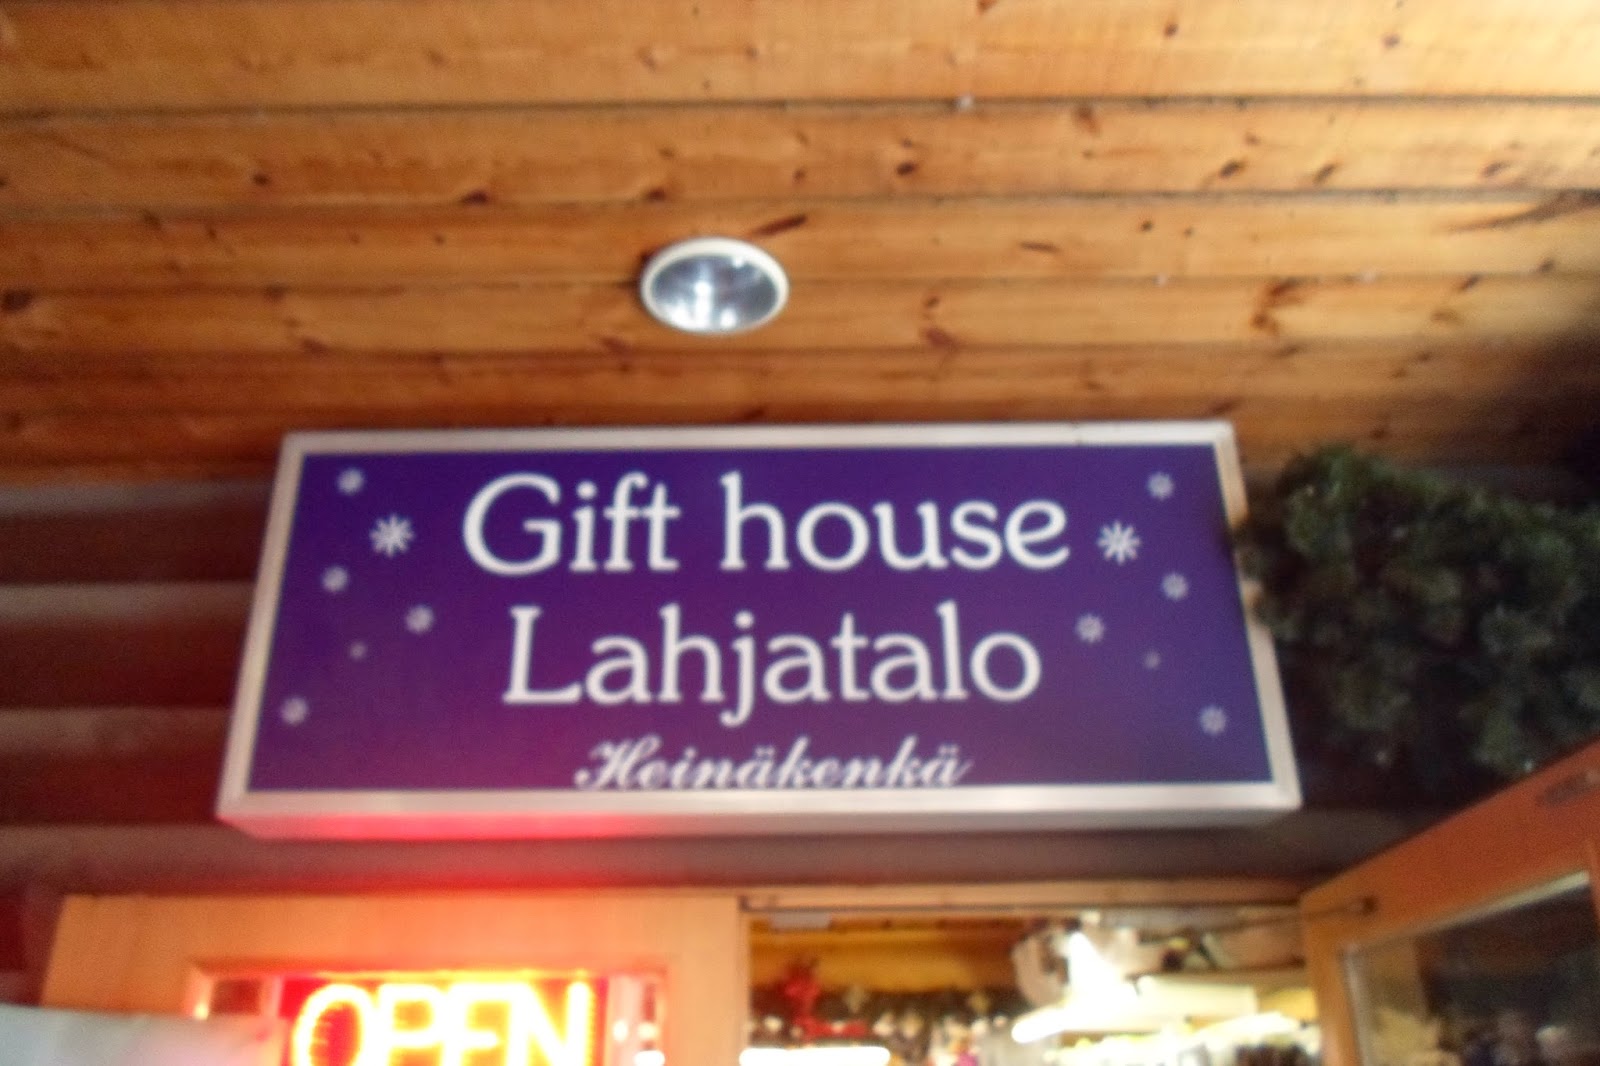 Gift house
Lahjatalo
Heinäkenkä
OPEN